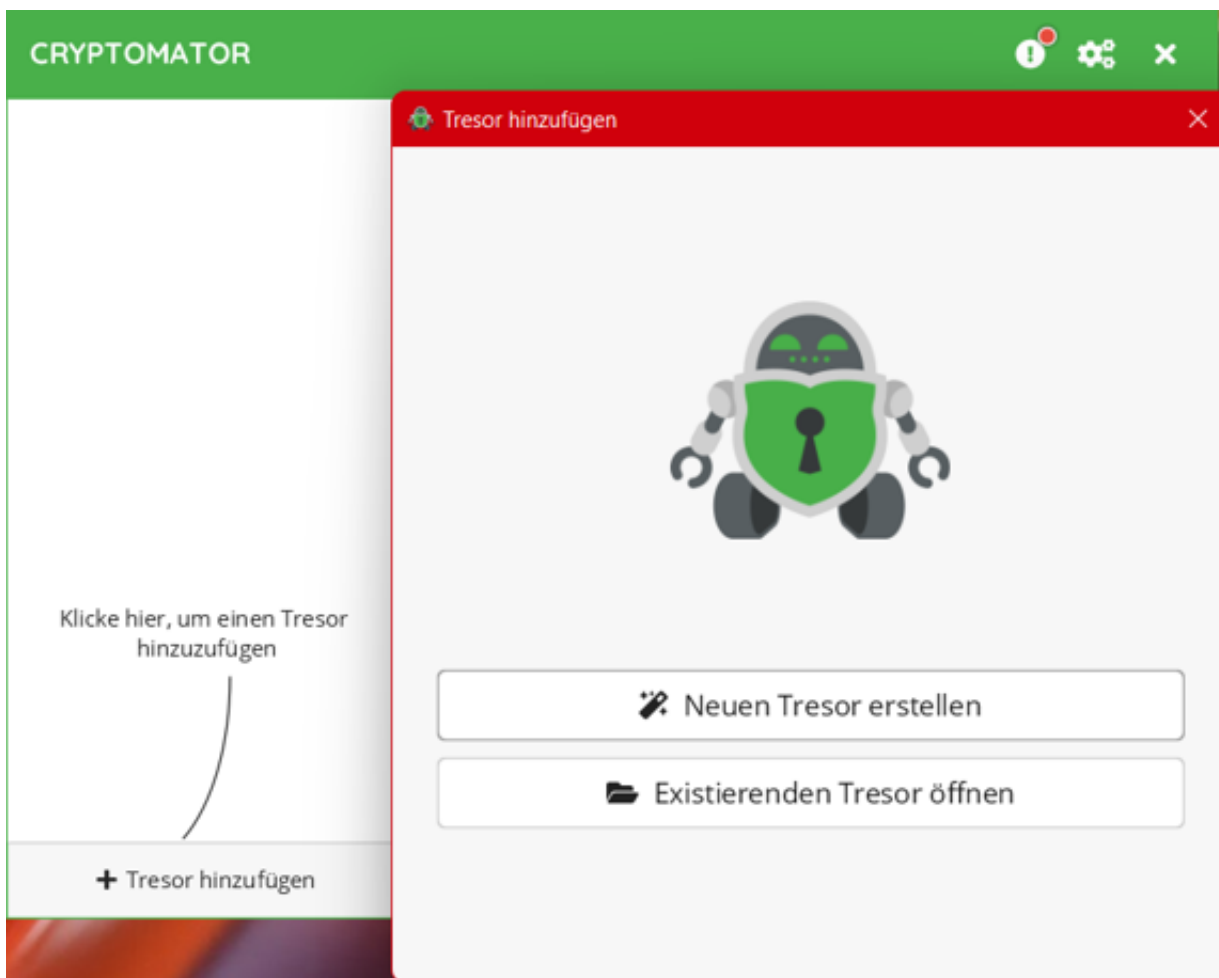 CRYPTOMATOR
Tresor hinzufügen
Klicke hier, um einen Tresor
hinzuzufügen
Neuen Tresor erstellen
Existierenden Tresor öffnen
+ Tresor hinzufügen